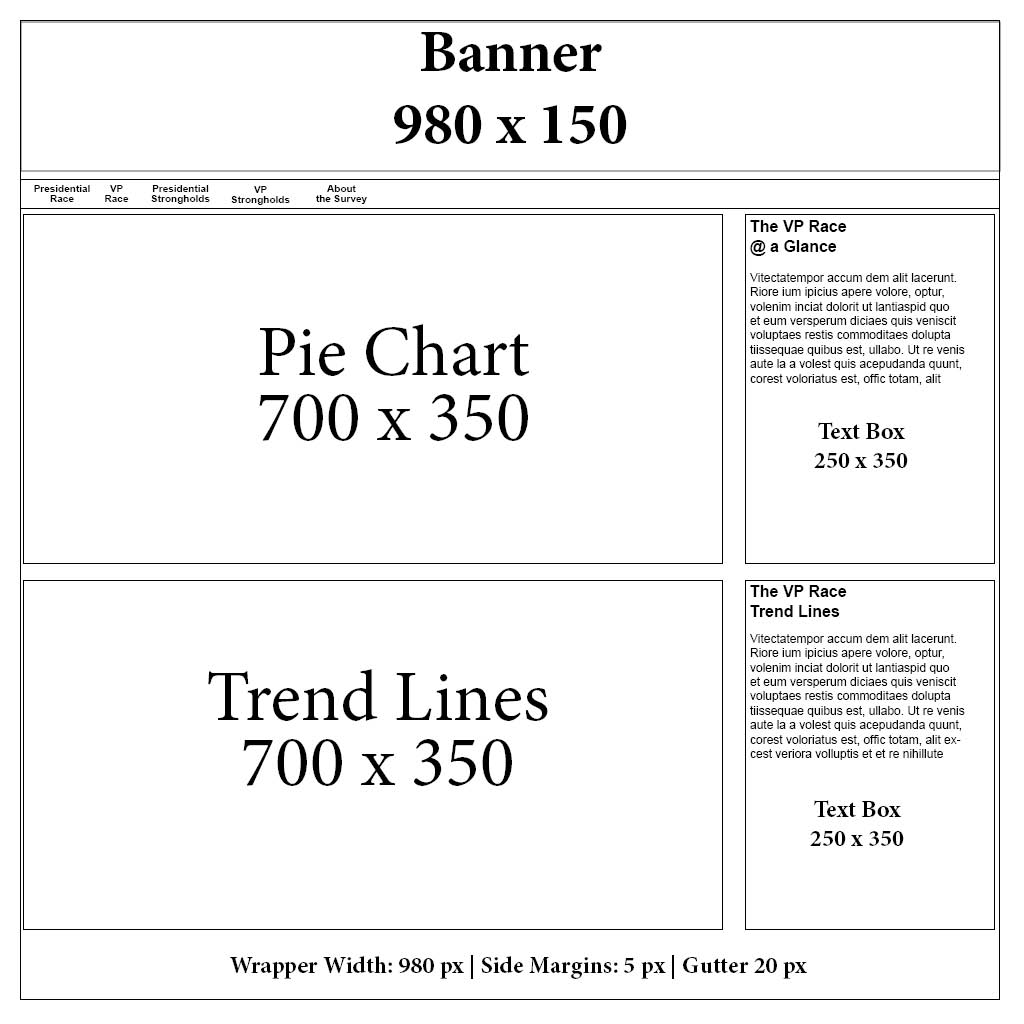 Banner
980 x 150
Presidential
Race
VP
Race
Presidential
Strongholds
VP
Strongholds
About
the Survey
Pie Chart
700 x 350
The VP Race
@ a Glance
Vitectatempor accum dem alit lacerunt.
Riore ium ipicius apere volore, optur,
volenim inciat dolorit ut lantiaspid quo
et eum versperum diciaes quis veniscit
voluptaes restis commoditaes dolupta
tiissequae quibus est, ullabo. Ut re venis
aute la a volest quis acepudanda quunt,
corest voloriatus est, offic totam, alit
Text Box
250 x 350
Trend Lines
700 x 350
The VP Race
Trend Lines
Vitectatempor accum dem alit lacerunt.
Riore ium ipicius apere volore, optur,
volenim inciat dolorit ut lantiaspid quo
et eum versperum diciaes quis veniscit
voluptaes restis commoditaes dolupta
tiissequae quibus est, ullabo. Ut re venis
aute la a volest quis acepudanda quunt,
corest voloriatus est, offic totam, alit ex-
cest veriora volluptis et et re nihillute
Text Box
250 x 350
Wrapper Width: 980 px | Side Margins: 5 px | Gutter 20 px